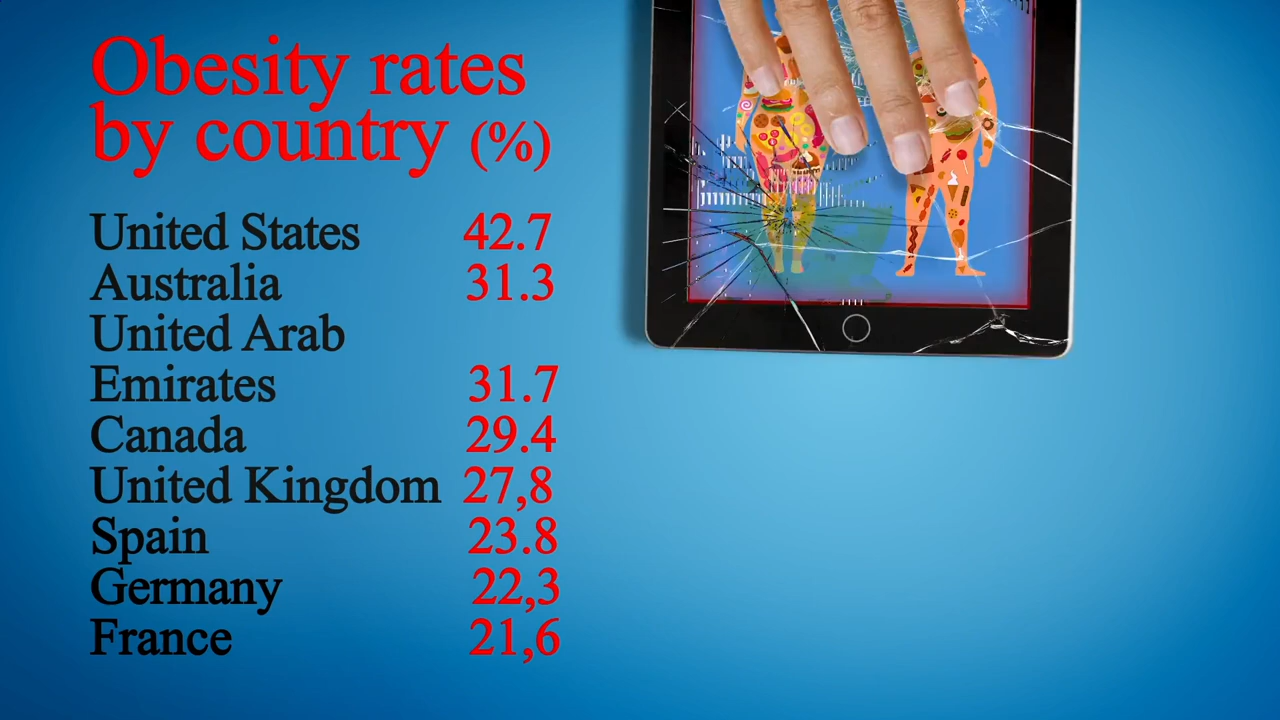 Obesity rates
by country (%)
United States 42.7
Australia 31.3
United Arab
Emirates 31.7
Canada 29.4
United Kingdom 27,8
Spain 23.8
Germany 22,3
France 21,6